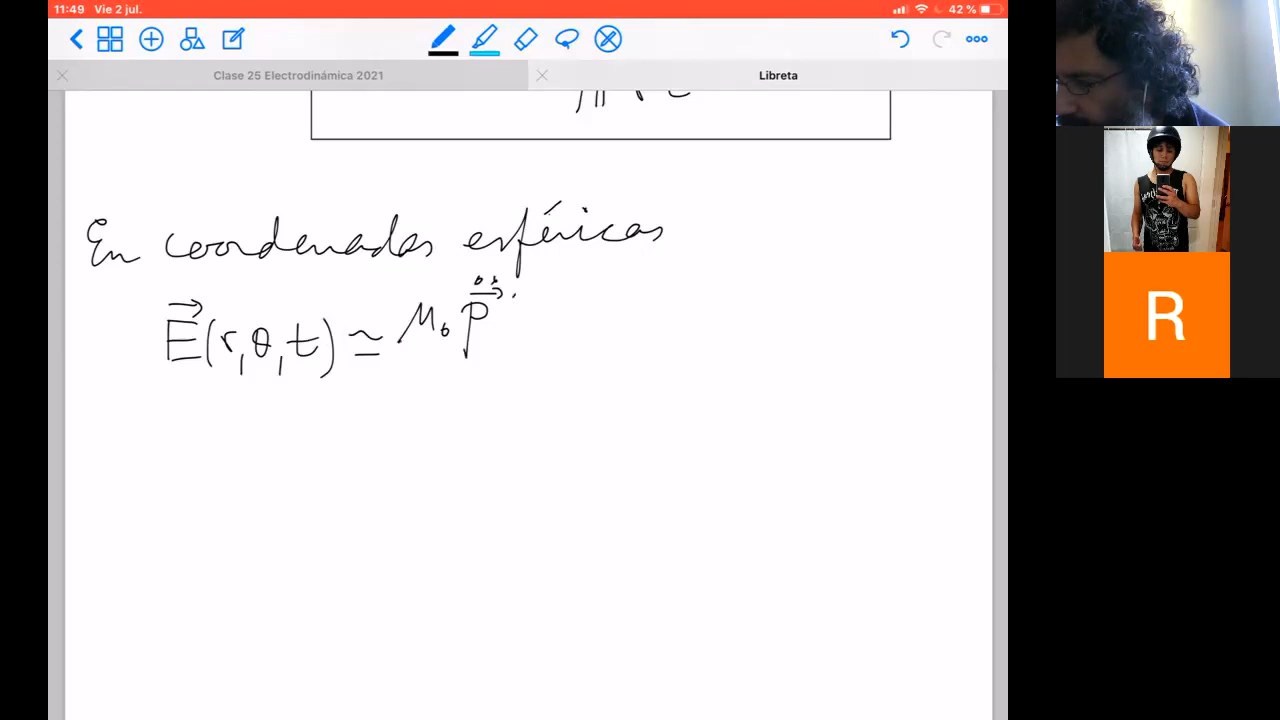 11:49 Vie 2 jul.
42 %
Clase 25 Electrodinámica 2021
Libreta
En coordenadas esféricas
E⃗(r,θ,t) ≃ μ₀ p̈⃗
R